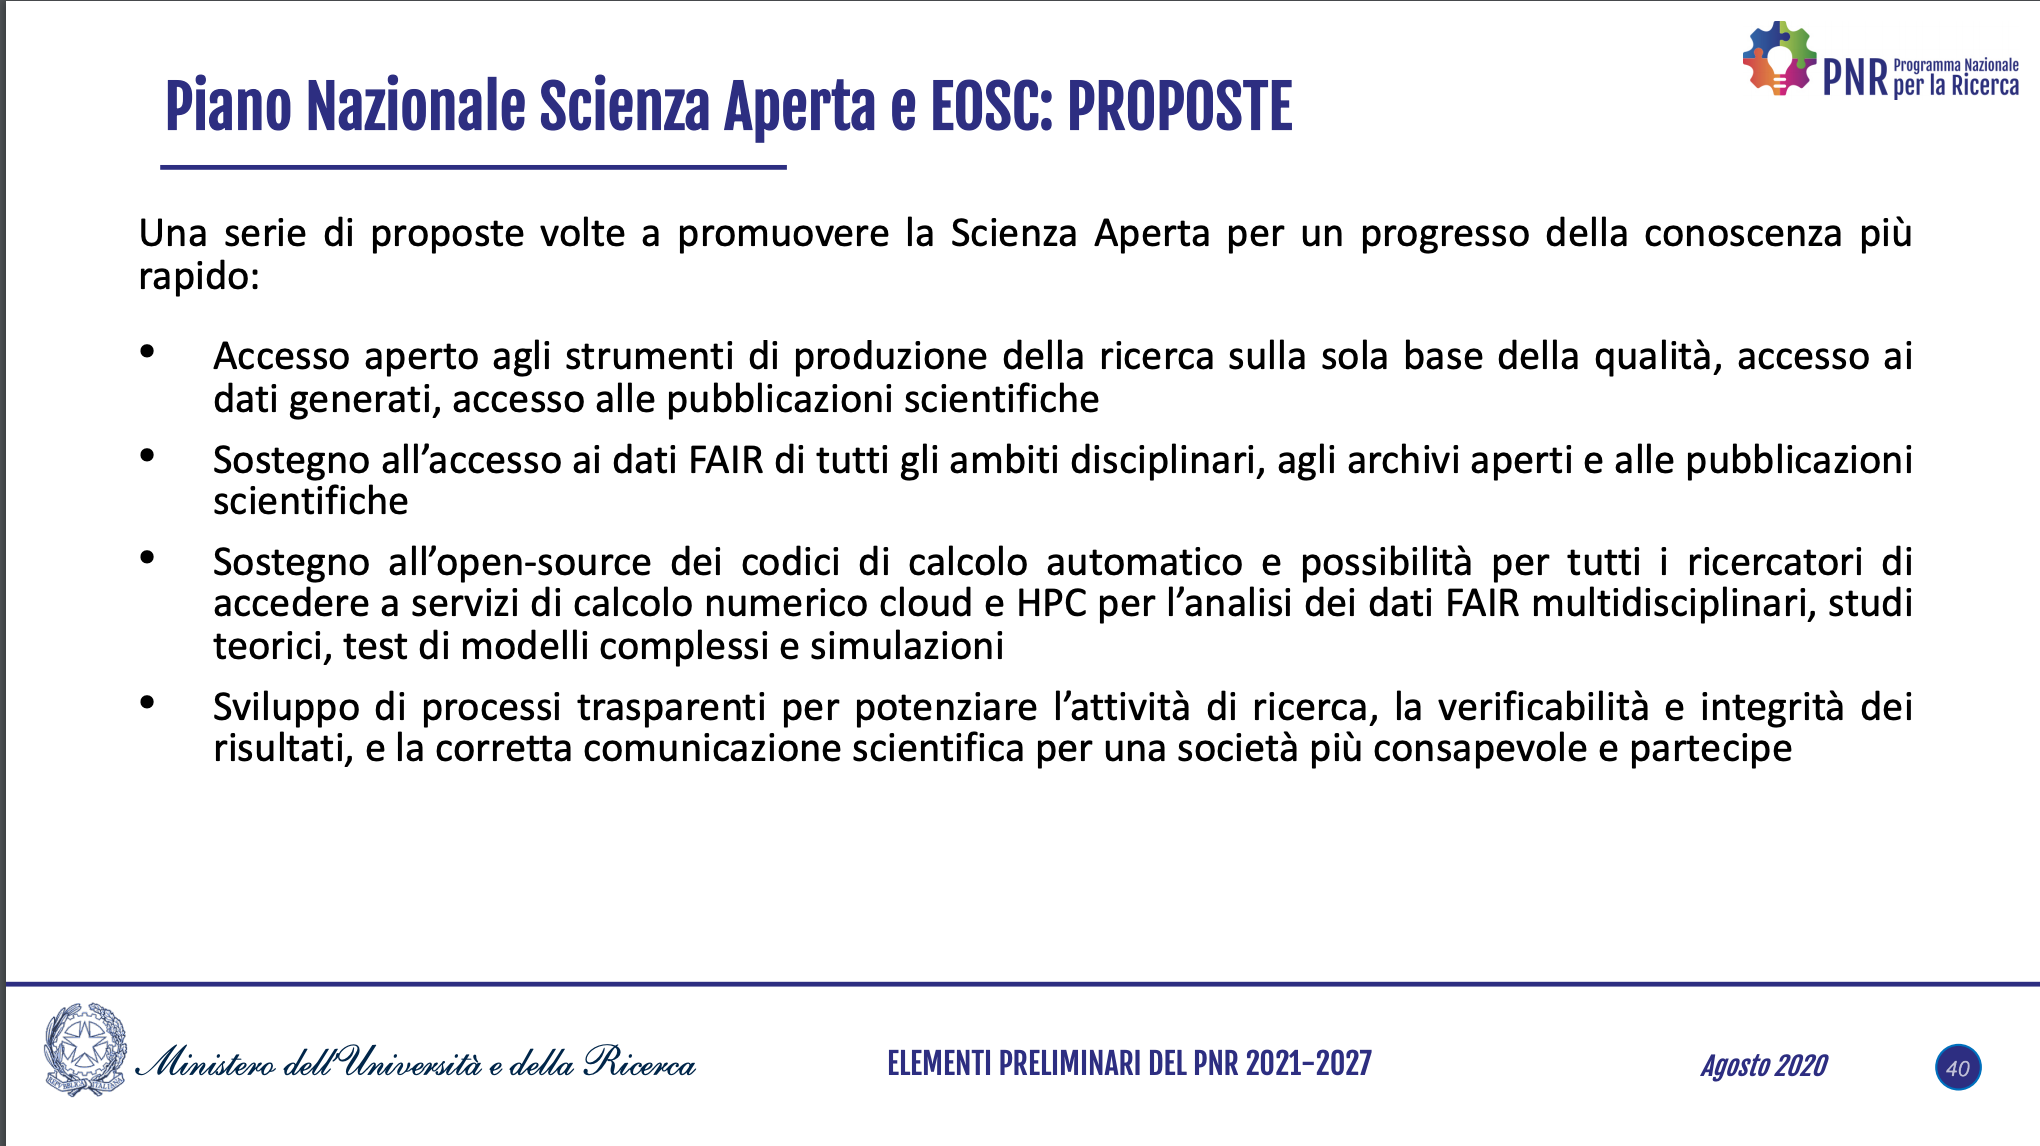 PNR Programma Nazionale
per la Ricerca
Piano Nazionale Scienza Aperta e EOSC: PROPOSTE
Una serie di proposte volte a promuovere la Scienza Aperta per un progresso della conoscenza più
rapido:
• Accesso aperto agli strumenti di produzione della ricerca sulla sola base della qualità, accesso ai
dati generati, accesso alle pubblicazioni scientifiche
• Sostegno all’accesso ai dati FAIR di tutti gli ambiti disciplinari, agli archivi aperti e alle pubblicazioni
scientifiche
• Sostegno all’open-source dei codici di calcolo automatico e possibilità per tutti i ricercatori di
accedere a servizi di calcolo numerico cloud e HPC per l’analisi dei dati FAIR multidisciplinari, studi
teorici, test di modelli complessi e simulazioni
• Sviluppo di processi trasparenti per potenziare l’attività di ricerca, la verificabilità e integrità dei
risultati, e la corretta comunicazione scientifica per una società più consapevole e partecipe
Ministero dell’Università e della Ricerca
ELEMENTI PRELIMINARI DEL PNR 2021-2027
Agosto 2020
40